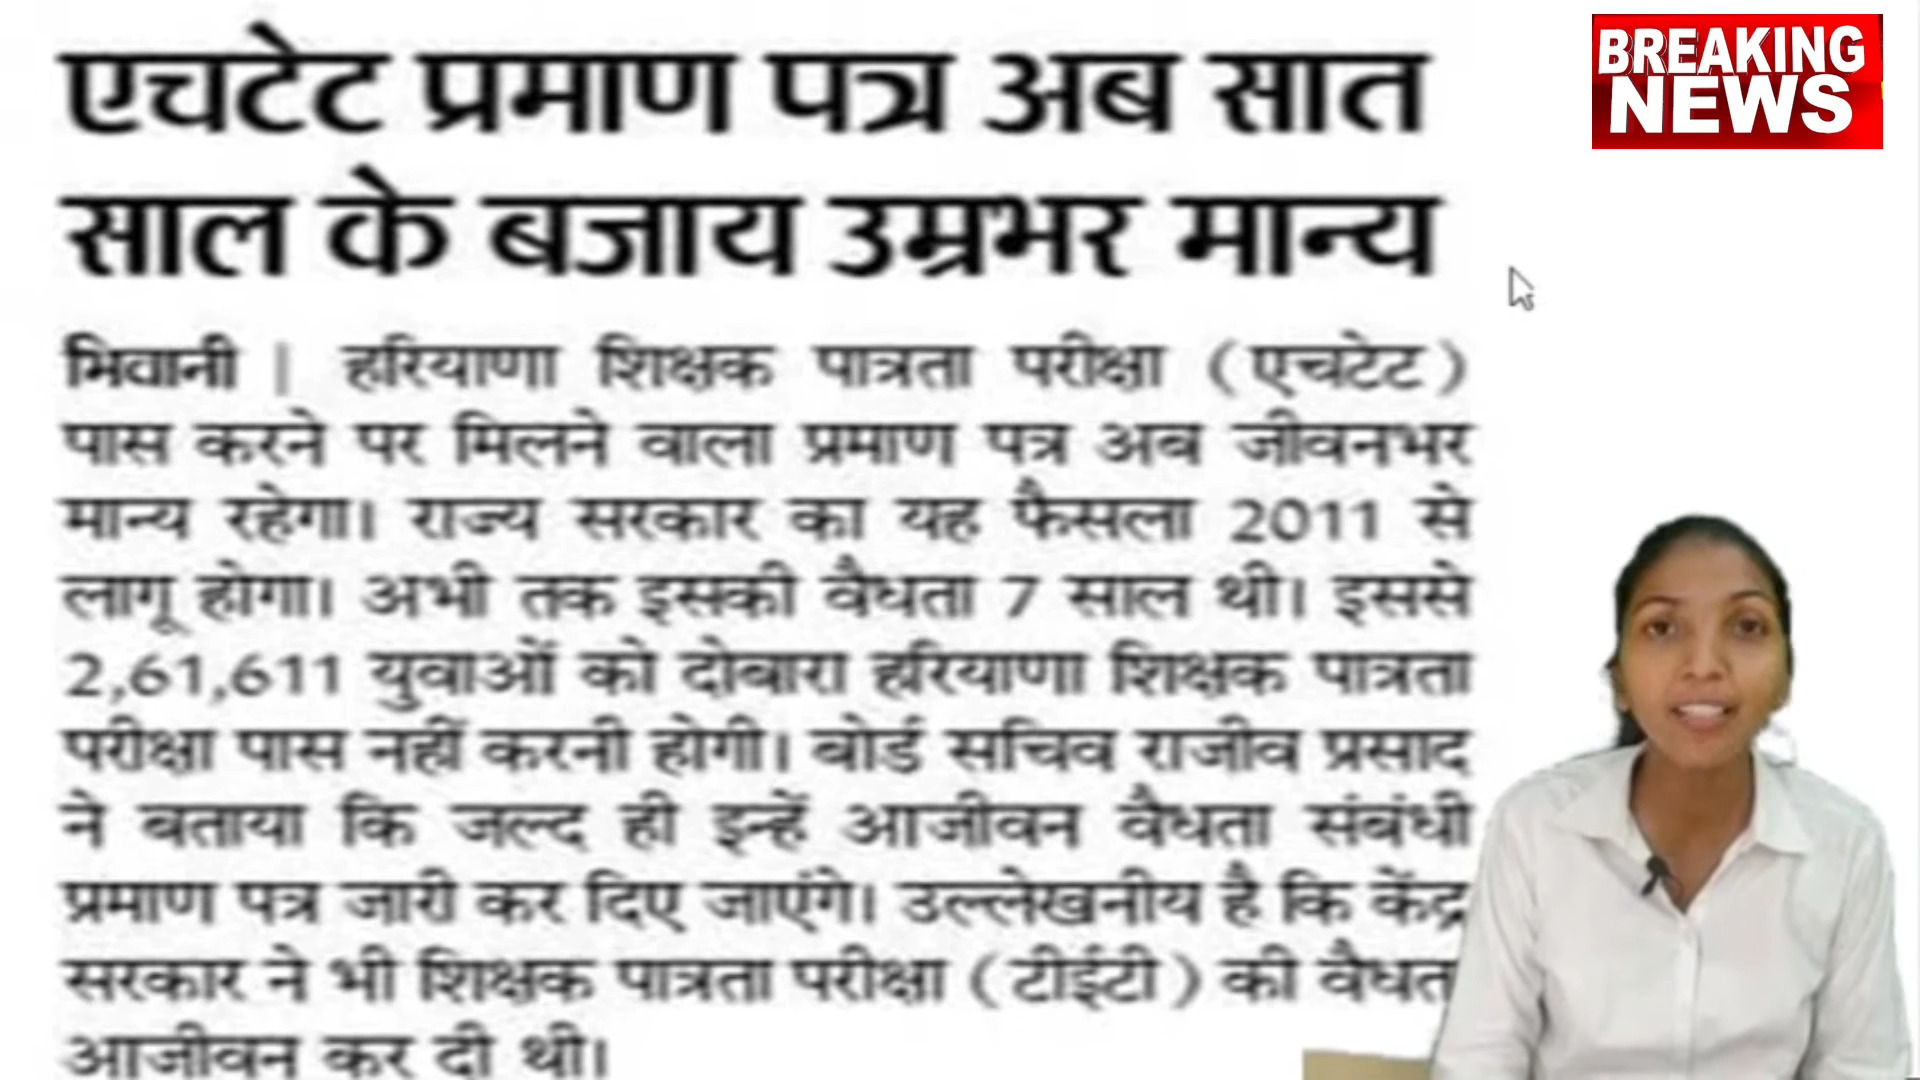 एचटेट प्रमाण पत्र अब सात
साल के बजाय उम्रभर मान्य
BREAKING
NEWS
भिवानी | हरियाणा शिक्षक पात्रता परीक्षा (एचटेट)
पास करने पर मिलने वाला प्रमाण पत्र अब जीवनभर
मान्य रहेगा। राज्य सरकार का यह फैसला 2011 से
लागू होगा। अभी तक इसकी वैधता 7 साल थी। इससे
2,61,611 युवाओं को दोबारा हरियाणा शिक्षक पात्रता
परीक्षा पास नहीं करनी होगी। बोर्ड सचिव राजीव प्रसाद
ने बताया कि जल्द ही इन्हें आजीवन वैधता संबंधी
प्रमाण पत्र जारी कर दिए जाएंगे। उल्लेखनीय है कि केंद्र
सरकार ने भी शिक्षक पात्रता परीक्षा (टीईटी) की वैधता
आजीवन कर दी थी।